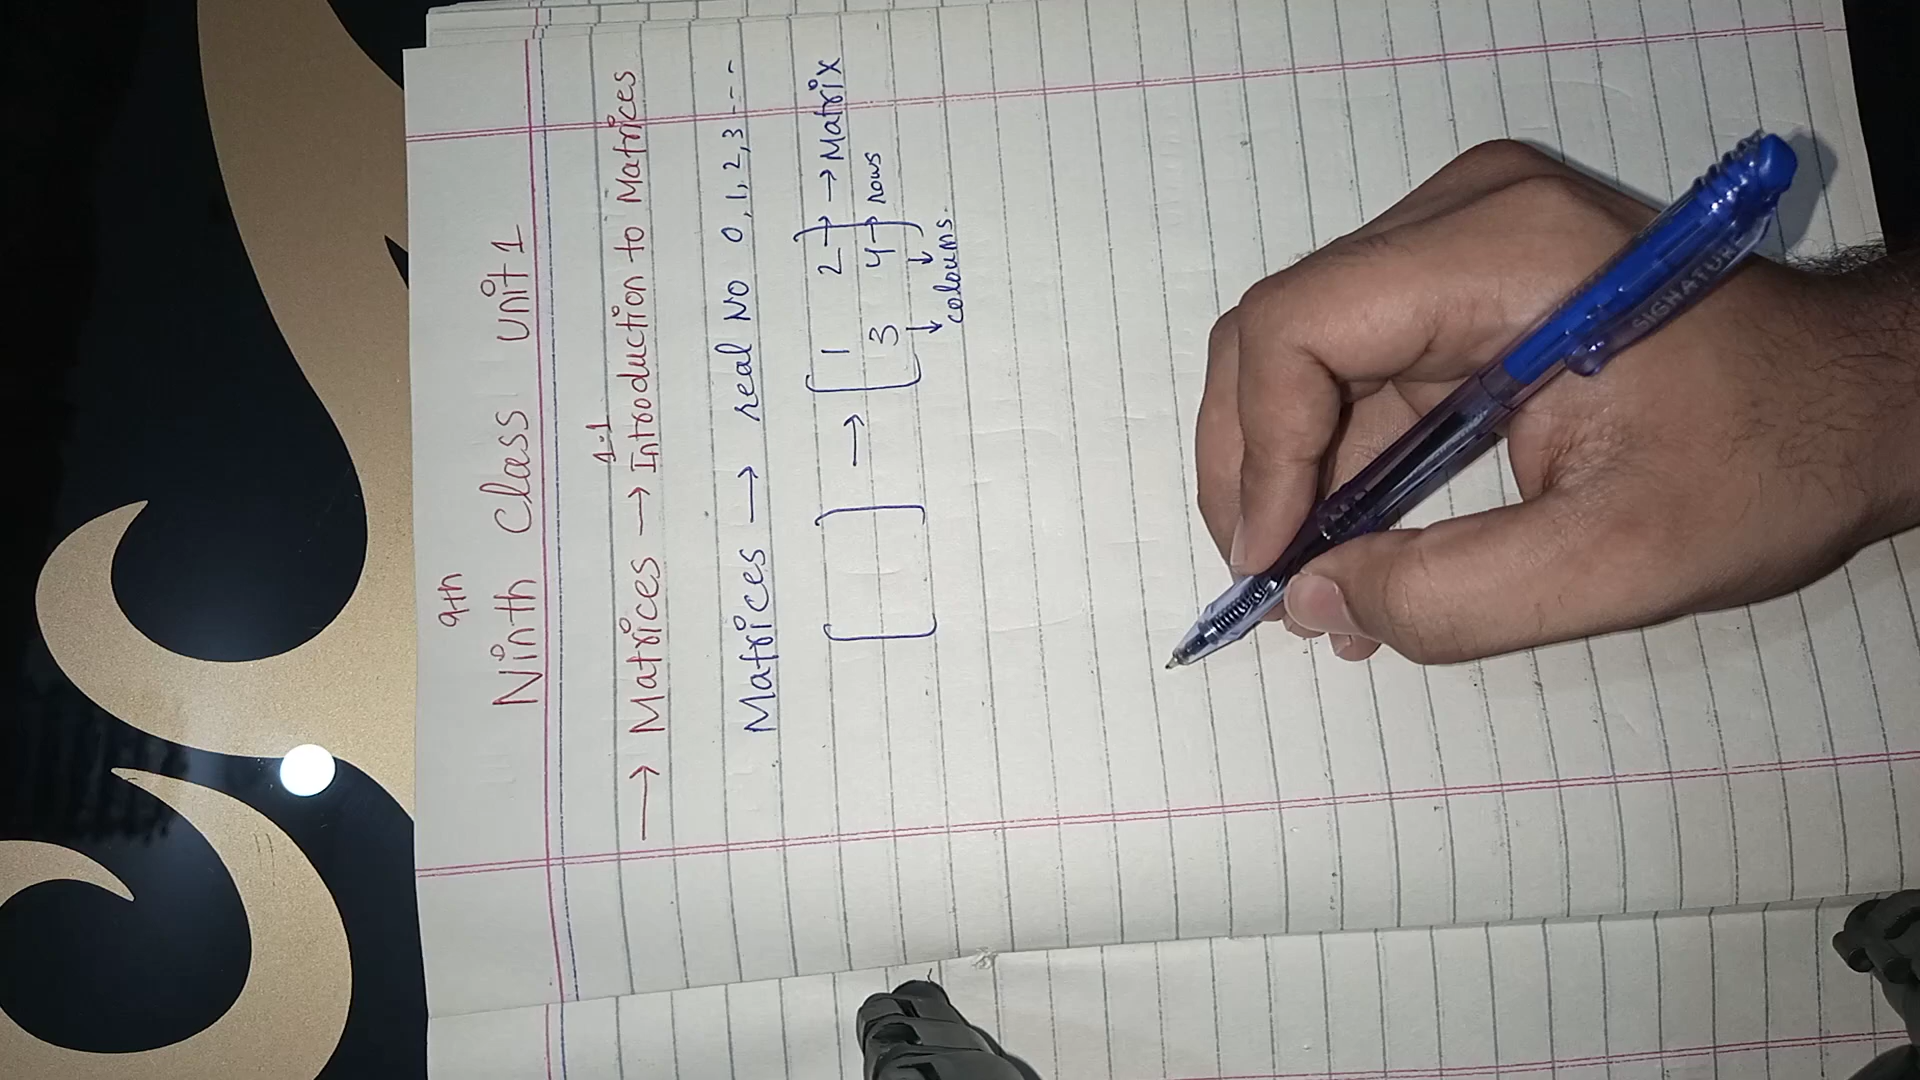 9th
Ninth Class Unit 1
1.1
→ Matrices → Introduction to Matrices
Matrices → real No 0, 1, 2, 3 - - -
[ ] → [ 1 2 ] → Matrix
3 4 → rows
↓ ↓
coloums.
SIGNATURE